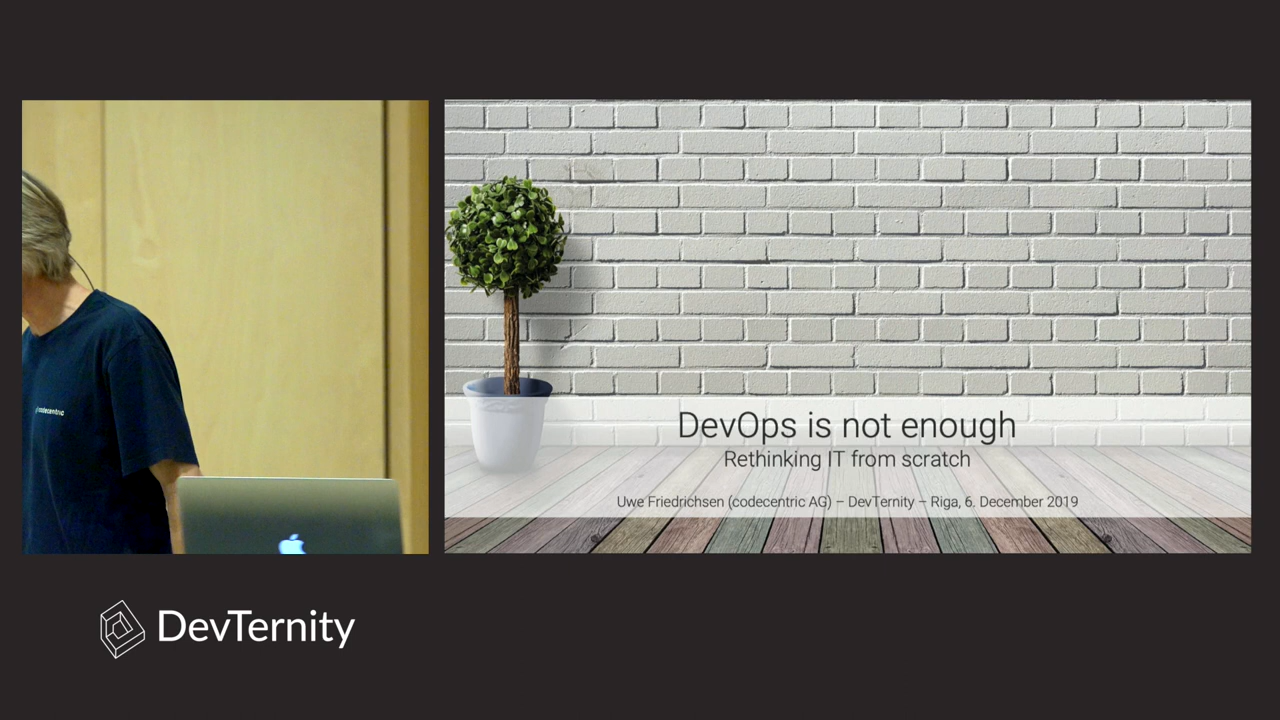 codecentric
DevOps is not enough
Rethinking IT from scratch
Uwe Friedrichsen (codecentric AG) – DevTernity – Riga, 6. December 2019
DevTernity